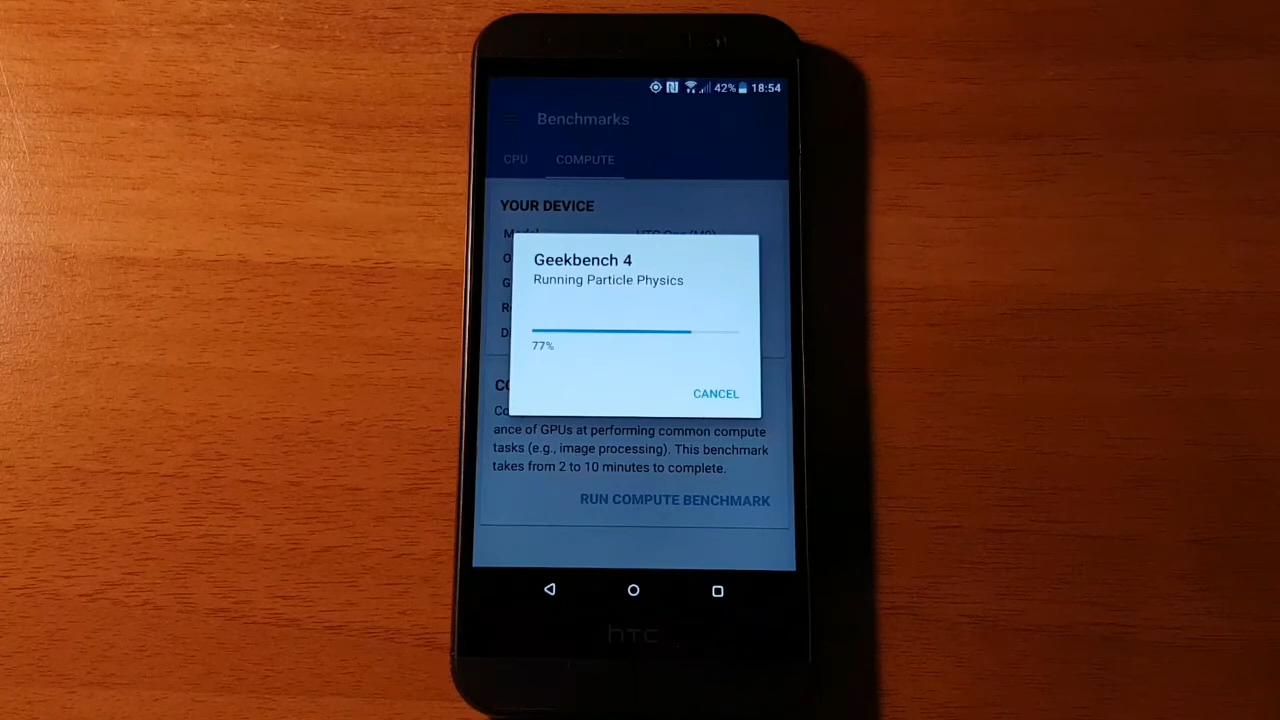 42% 18:54
Benchmarks
CPU COMPUTE
YOUR DEVICE
Geekbench 4
Running Particle Physics
77%
CANCEL
ance of GPUs at performing common compute
tasks (e.g., image processing). This benchmark
takes from 2 to 10 minutes to complete.
RUN COMPUTE BENCHMARK
htc